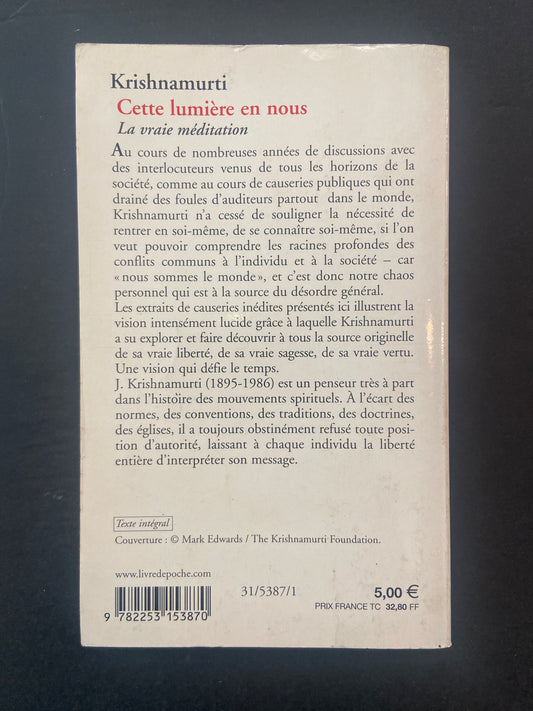 Krishnamurti
Cette lumière en nous
La vraie méditation
Au cours de nombreuses années de discussions avec
des interlocuteurs venus de tous les horizons de la
société, comme au cours de causeries publiques qui ont
drainé des foules d'auditeurs partout dans le monde,
Krishnamurti n'a cessé de souligner la nécessité de
rentrer en soi-même, de se connaître soi-même, si l'on
veut pouvoir comprendre les racines profondes des
conflits communs à l'individu et à la société – car
« nous sommes le monde », et c'est donc notre chaos
personnel qui est à la source du désordre général.
Les extraits de causeries inédites présentés ici illustrent la
vision intensément lucide grâce à laquelle Krishnamurti
a su explorer et faire découvrir à tous la source originelle
de sa vraie liberté, de sa vraie sagesse, de sa vraie vertu.
Une vision qui défie le temps.
J. Krishnamurti (1895-1986) est un penseur très à part
dans l'histoire des mouvements spirituels. À l'écart des
normes, des conventions, des traditions, des doctrines,
des églises, il a toujours obstinément refusé toute posi
tion d'autorité, laissant à chaque individu la liberté
entière d'interpréter son message.
Texte intégral
Couverture : © Mark Edwards / The Krishnamurti Foundation.
www.livredepoche.com
31/5387/1
5,00 €
PRIX FRANCE TC 32,80 FF
9 782253 153870